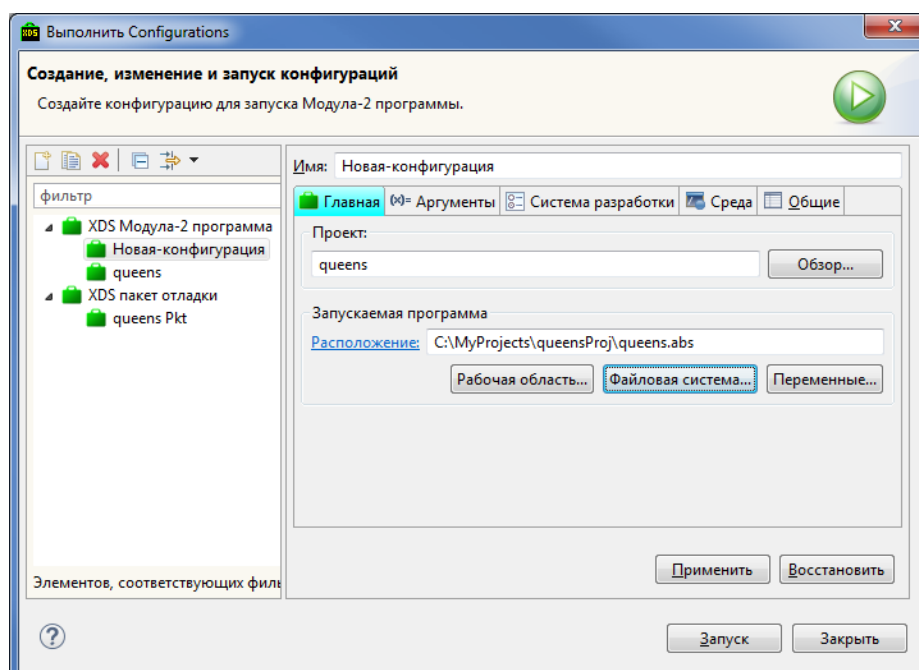 XDS Выполнить Configurations
Создание, изменение и запуск конфигураций
Создайте конфигурацию для запуска Модула-2 программы.
Имя: Новая-конфигурация
фильтр
Главная (x)= Аргументы Система разработки Среда Общие
XDS Модула-2 программа
Новая-конфигурация
queens
XDS пакет отладки
queens Pkt
Проект:
queens Обзор...
Запускаемая программа
Расположение: C:\MyProjects\queensProj\queens.abs
Рабочая область... Файловая система... Переменные...
Элементов, соответствующих филь
Применить Восстановить
Запуск Закрыть